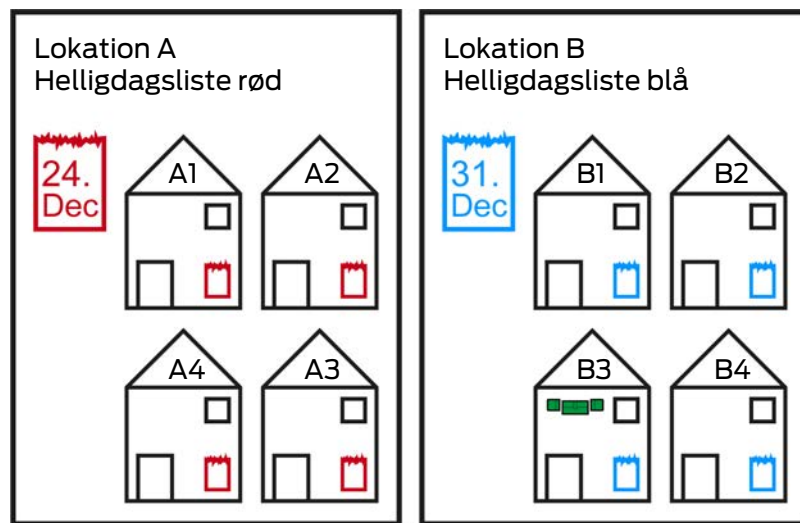 Lokation A
Helligdagsliste rød
24.
Dec
A1
A2
A4
A3
Lokation B
Helligdagsliste blå
31.
Dec
B1
B2
B3
B4